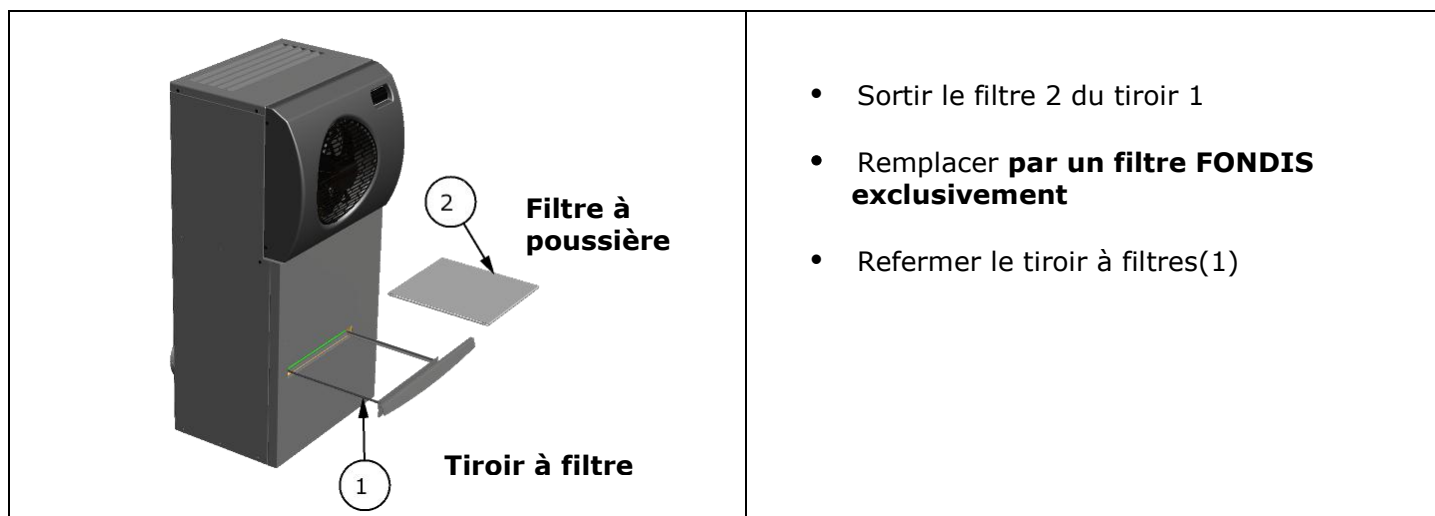 2
Filtre à
poussière
1
Tiroir à filtre
• Sortir le filtre 2 du tiroir 1
• Remplacer par un filtre FONDIS
exclusivement
• Refermer le tiroir à filtres(1)